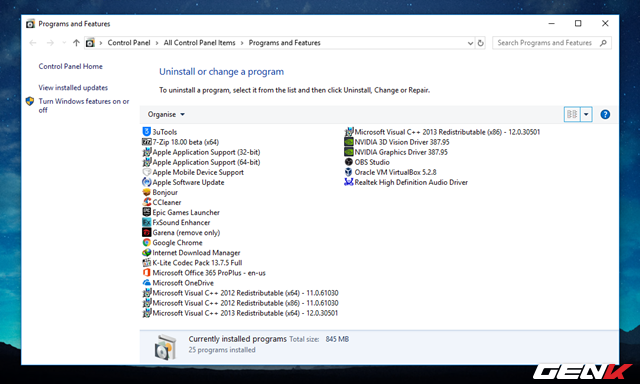 Programs and Features
Control Panel > All Control Panel Items > Programs and Features
Search Programs and Features
Control Panel Home
View installed updates
Turn Windows features on or
off
Uninstall or change a program
To uninstall a program, select it from the list and then click Uninstall, Change or Repair.
Organise
3uTools
7-Zip 18.00 beta (x64)
Apple Application Support (32-bit)
Apple Application Support (64-bit)
Apple Mobile Device Support
Apple Software Update
Bonjour
CCleaner
Epic Games Launcher
FxSound Enhancer
Garena (remove only)
Google Chrome
Internet Download Manager
K-Lite Codec Pack 13.7.5 Full
Microsoft Office 365 ProPlus - en-us
Microsoft OneDrive
Microsoft Visual C++ 2012 Redistributable (x64) - 11.0.61030
Microsoft Visual C++ 2012 Redistributable (x86) - 11.0.61030
Microsoft Visual C++ 2013 Redistributable (x64) - 12.0.30501
Microsoft Visual C++ 2013 Redistributable (x86) - 12.0.30501
NVIDIA 3D Vision Driver 387.95
NVIDIA Graphics Driver 387.95
OBS Studio
Oracle VM VirtualBox 5.2.8
Realtek High Definition Audio Driver
Currently installed programs Total size: 845 MB
25 programs installed
GENK